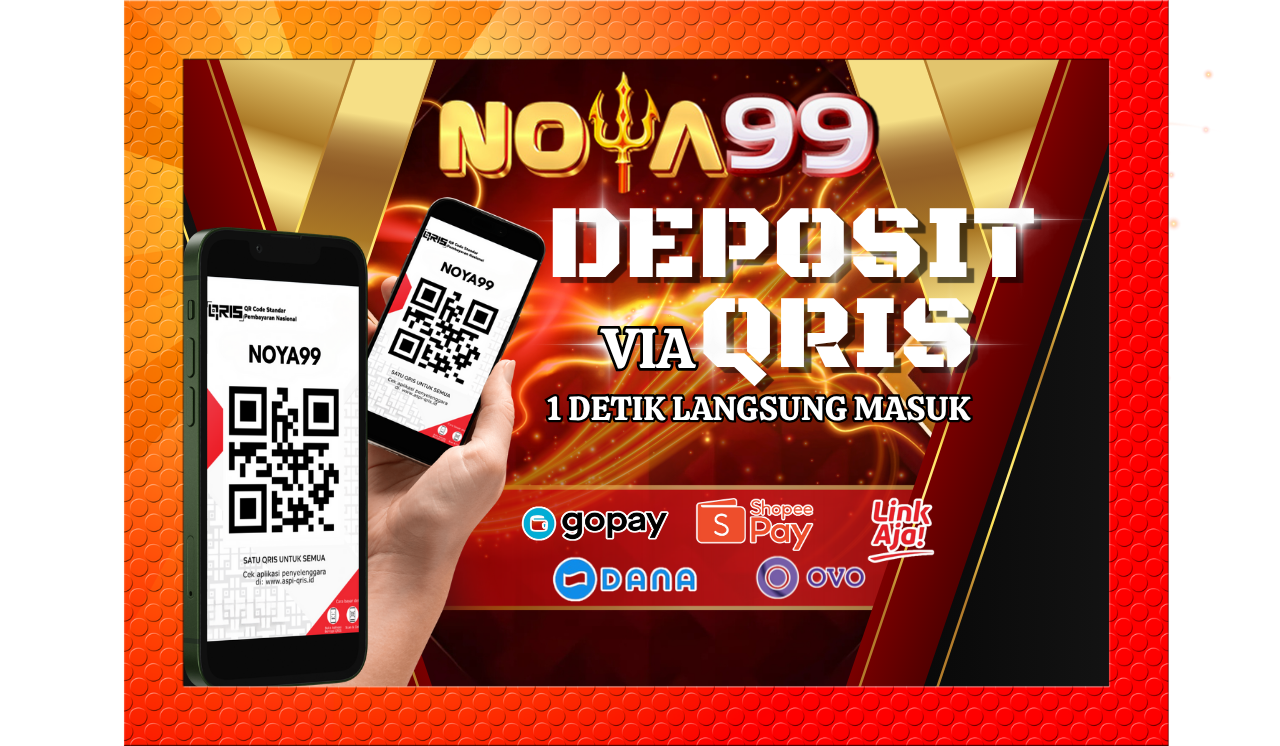 NOYA99
DEPOSIT
VIA QRIS
1 DETIK LANGSUNG MASUK
QRIS QR Code Standar
Pembayaran Nasional
NOYA99
SATU QRIS UNTUK SEMUA
Cek aplikasi penyelenggara
di: www.aspi-qris.id
QRIS QR Code Standar
Pembayaran Nasional
NOYA99
SATU QRIS UNTUK SEMUA
Cek aplikasi penyelenggara
di: www.aspi-qris.id
gopay
S Shopee
Pay
Link
Aja!
DANA
OVO